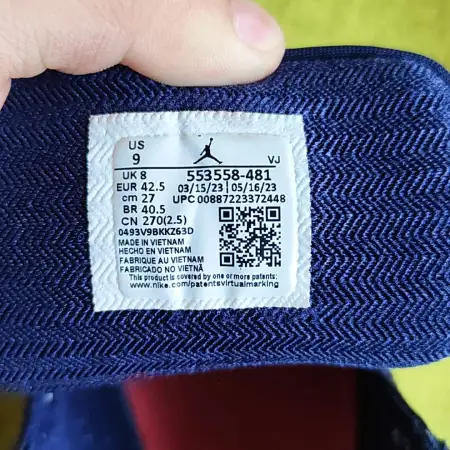 US
9
VJ
UK 8
EUR 42.5
cm 27
BR 40.5
CN 270(2.5)
553558-481
03/15/23 | 05/16/23
UPC 00887223372448
0493V9BKKZ63D
MADE IN VIETNAM
HECHO EN VIETNAM
FABRIQUE AU VIETNAM
FABRICADO NO VIETNÃ
This product is covered by one or more patents:
www.nike.com/patentsvirtualmarking